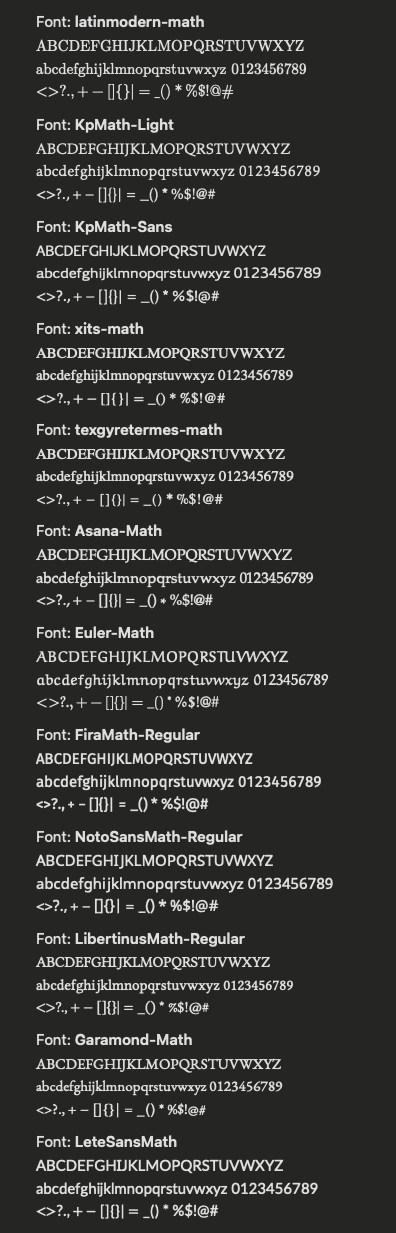 Font: latinmodern-math
ABCDEFGHIJKLMOPQRSTUVWXYZ
abcdefghijklmnopqrstuvwxyz 0123456789
<>?., + − []{}| = _() * %$!@#
Font: KpMath-Light
ABCDEFGHIJKLMOPQRSTUVWXYZ
abcdefghijklmnopqrstuvwxyz 0123456789
<>?., + − []{}| = _() * %$!@#
Font: KpMath-Sans
ABCDEFGHIJKLMOPQRSTUVWXYZ
abcdefghijklmnopqrstuvwxyz 0123456789
<>?., + − []{}| = _() * %$!@#
Font: xits-math
ABCDEFGHIJKLMOPQRSTUVWXYZ
abcdefghijklmnopqrstuvwxyz 0123456789
<>?., + − []{}| = _() * %$!@#
Font: texgyretermes-math
ABCDEFGHIJKLMOPQRSTUVWXYZ
abcdefghijklmnopqrstuvwxyz 0123456789
<>?., + − []{}| = _() * %$!@#
Font: Asana-Math
ABCDEFGHIJKLMOPQRSTUVWXYZ
abcdefghijklmnopqrstuvwxyz 0123456789
<>?., + − []{}| = _() * %$!@#
Font: Euler-Math
ABCDEFGHIJKLMOPQRSTUVWXYZ
abcdefghijklmnopqrstuvwxyz 0123456789
<>?., + − []{}| = _() * %$!@#
Font: FiraMath-Regular
ABCDEFGHIJKLMOPQRSTUVWXYZ
abcdefghijklmnopqrstuvwxyz 0123456789
<>?., + − []{}| = _() * %$!@#
Font: NotoSansMath-Regular
ABCDEFGHIJKLMOPQRSTUVWXYZ
abcdefghijklmnopqrstuvwxyz 0123456789
<>?., + − []{}| = _() * %$!@#
Font: LibertinusMath-Regular
ABCDEFGHIJKLMOPQRSTUVWXYZ
abcdefghijklmnopqrstuvwxyz 0123456789
<>?., + − []{}| = _() * %$!@#
Font: Garamond-Math
ABCDEFGHIJKLMOPQRSTUVWXYZ
abcdefghijklmnopqrstuvwxyz 0123456789
<>?., + − []{}| = _() * %$!@#
Font: LeteSansMath
ABCDEFGHIJKLMOPQRSTUVWXYZ
abcdefghijklmnopqrstuvwxyz 0123456789
<>?., + − []{}| = _() * %$!@#